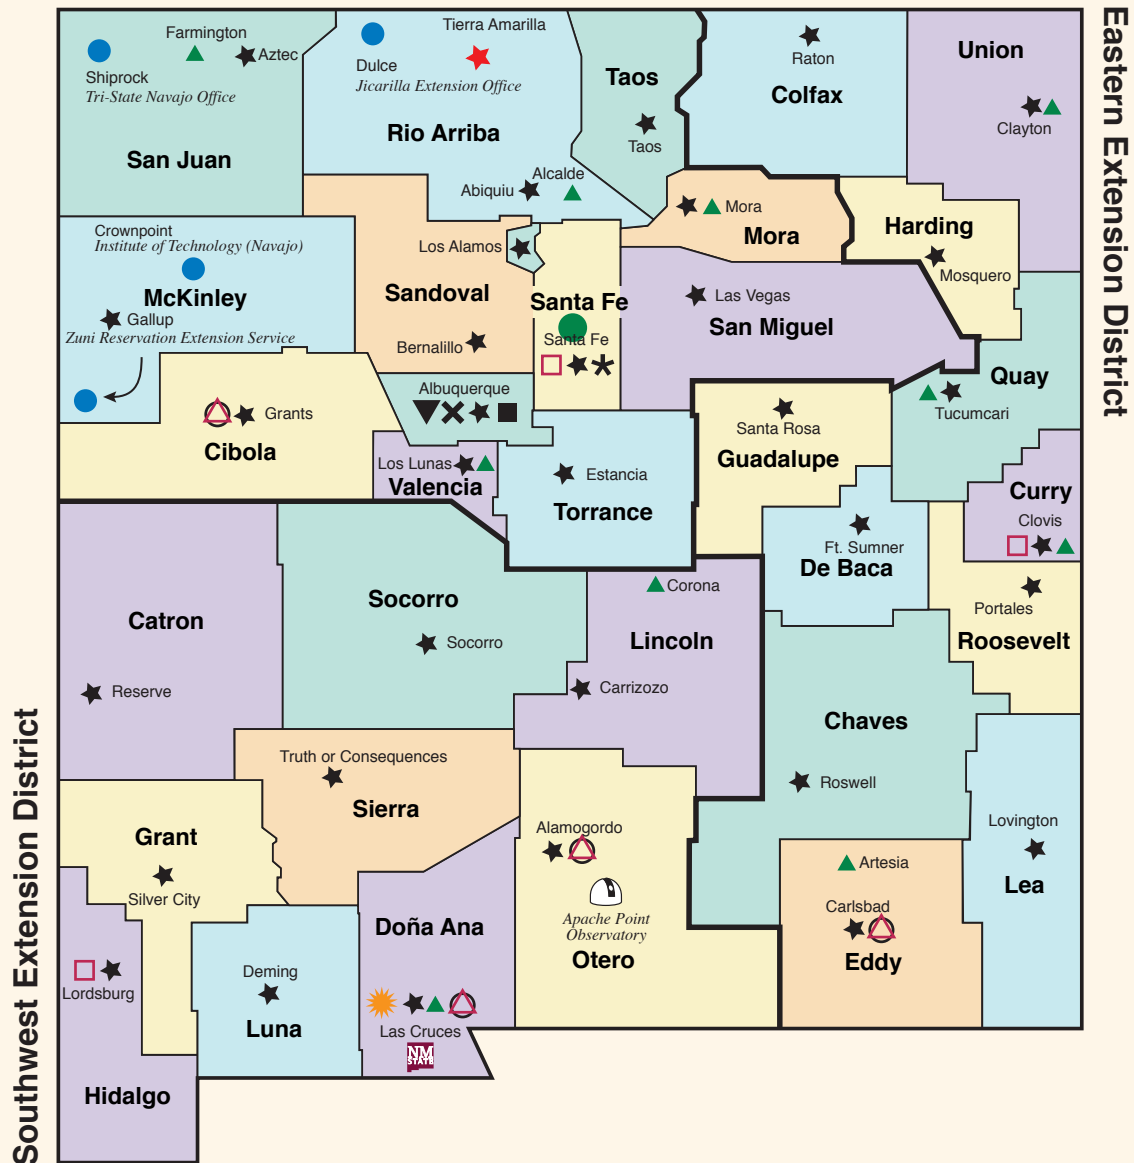 Farmington
Aztec
Shiprock
Tri-State Navajo Office
San Juan
Tierra Amarilla
Dulce
Jicarilla Extension Office
Rio Arriba
Alcalde
Abiquiu
Taos
Taos
Raton
Colfax
Union
Clayton
Eastern Extension District
Crownpoint
Institute of Technology (Navajo)
McKinley
Gallup
Zuni Reservation Extension Service
Los Alamos
Sandoval
Bernalillo
Santa Fe
Santa Fe
Mora
Mora
Las Vegas
San Miguel
Harding
Mosquero
Quay
Tucumcari
Grants
Cibola
Albuquerque
Los Lunas
Valencia
Estancia
Torrance
Santa Rosa
Guadalupe
Curry
Clovis
Ft. Sumner
De Baca
Portales
Roosevelt
Catron
Reserve
Socorro
Socorro
Corona
Lincoln
Carrizozo
Chaves
Roswell
Southwest Extension District
Truth or Consequences
Sierra
Grant
Silver City
Lordsburg
Hidalgo
Deming
Luna
Doña Ana
Las Cruces
NM
STATE
Alamogordo
Apache Point
Observatory
Otero
Artesia
Carlsbad
Eddy
Lovington
Lea